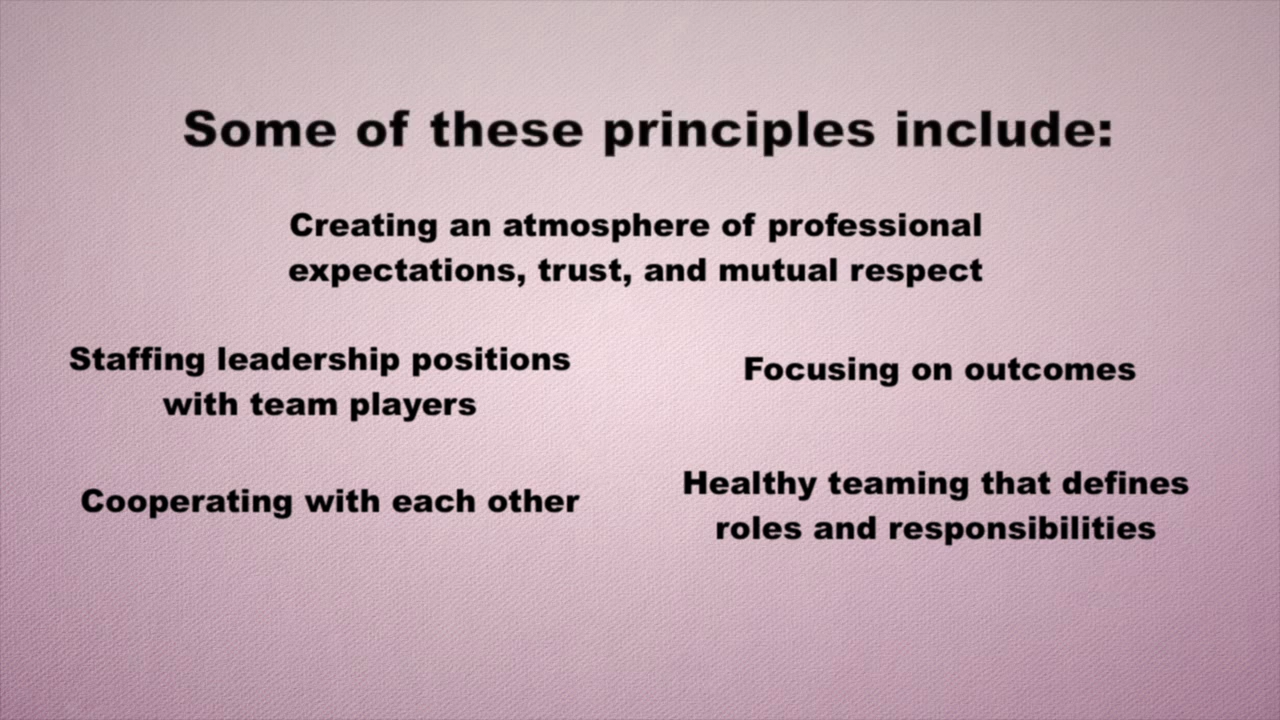 Some of these principles include:
Creating an atmosphere of professional
expectations, trust, and mutual respect
Staffing leadership positions
with team players
Focusing on outcomes
Cooperating with each other
Healthy teaming that defines
roles and responsibilities